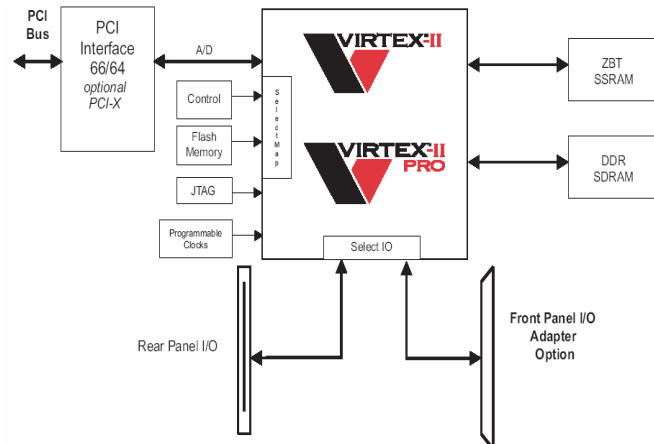 PCI
Bus
PCI
Interface
66/64
optional
PCI-X
A/D
Control
Flash
Memory
JTAG
Programmable
Clocks
SelectMap
VIRTEX-II
VIRTEX-II
PRO
Select IO
ZBT
SSRAM
DDR
SDRAM
Rear Panel I/O
Front Panel I/O
Adapter
Option